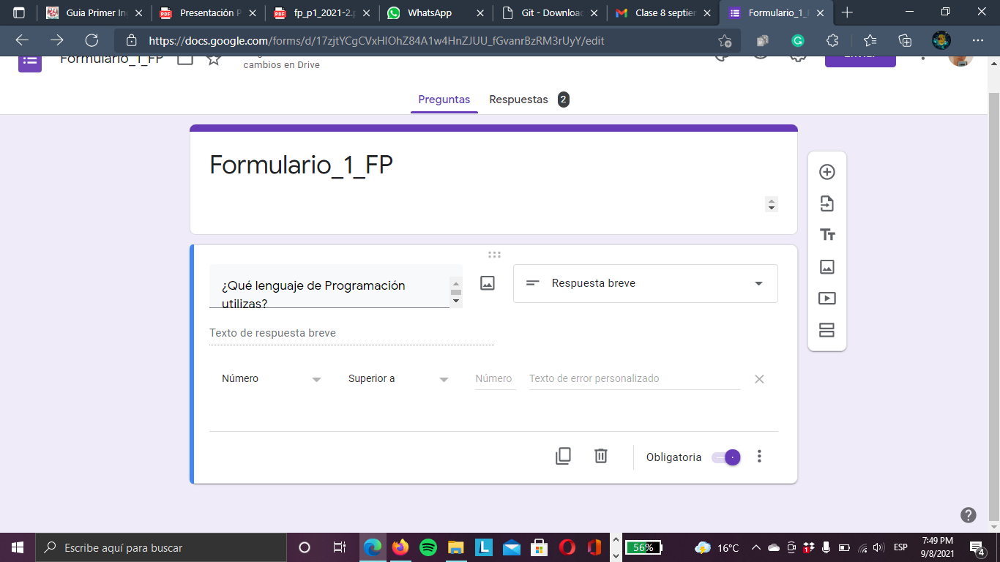 Guia Primer In
Presentación P
fp_p1_2021-2.p
WhatsApp
Git - Downloa
Clase 8 septie
Formulario_1_
https://docs.google.com/forms/d/17zjtYCgCVxHIOhZ84A1w4HnZJUU_fGvanrBzRM3rUyY/edit
Formulario_1_FP
cambios en Drive
Preguntas
Respuestas
2
Formulario_1_FP
¿Qué lenguaje de Programación
utilizas?
Respuesta breve
Texto de respuesta breve
Número
Superior a
Número
Texto de error personalizado
Obligatoria
Escribe aquí para buscar
56%
16°C
ESP
7:49 PM
9/8/2021
4